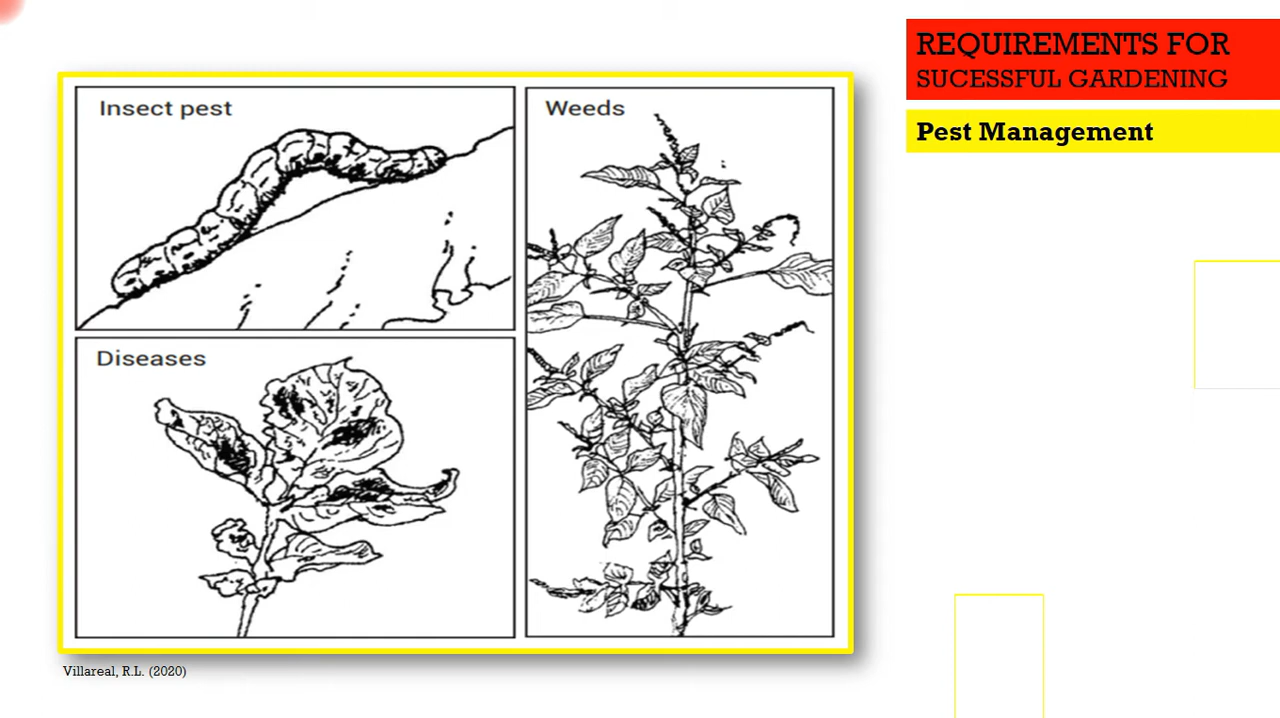 REQUIREMENTS FOR
SUCESSFUL GARDENING
Pest Management
Insect pest
Weeds
Diseases
Villareal, R.L. (2020)